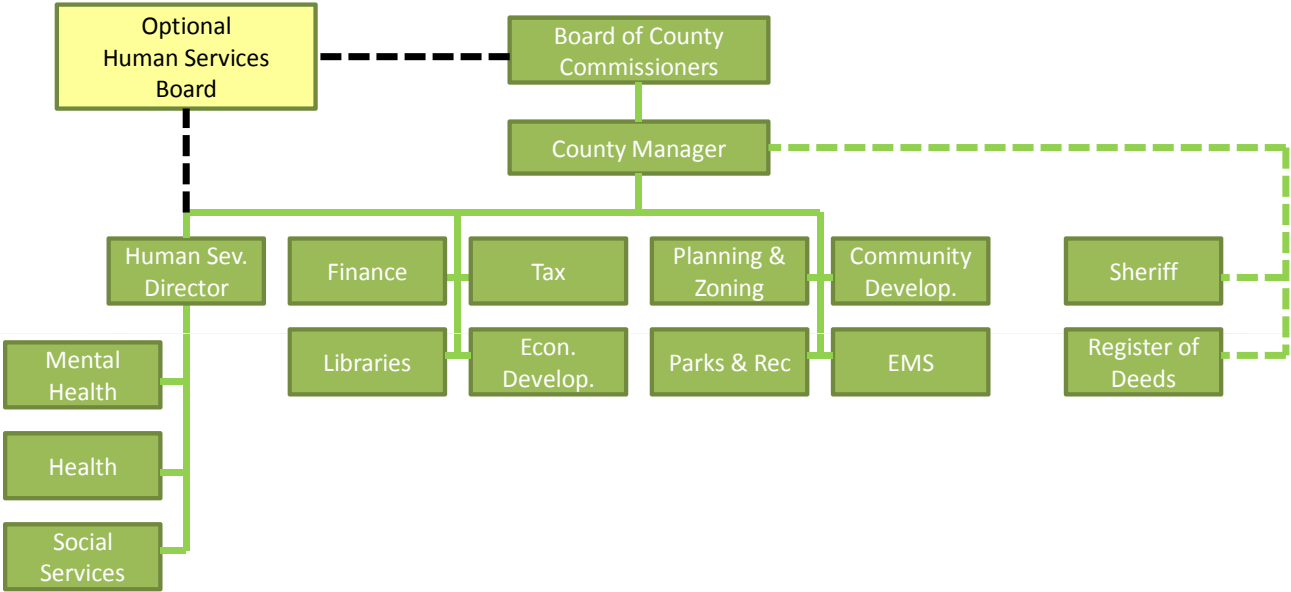 Optional
Human Services
Board
Board of County
Commissioners
County Manager
Human Sev.
Director
Finance
Tax
Planning &
Zoning
Community
Develop.
Sheriff
Mental
Health
Libraries
Econ.
Develop.
Parks & Rec
EMS
Register of
Deeds
Health
Social
Services